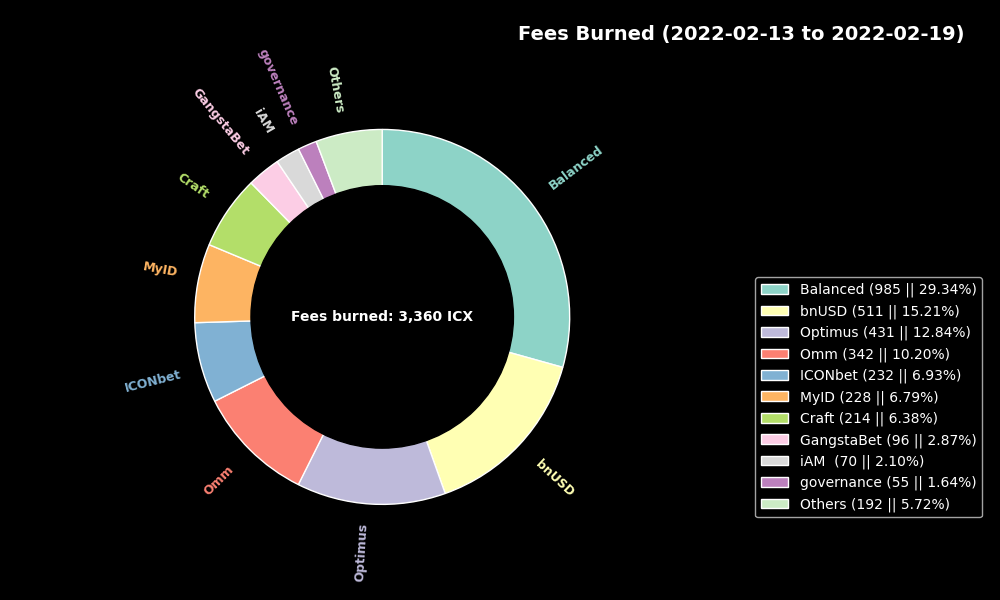 Fees Burned (2022-02-13 to 2022-02-19)
Others
governance
iAM
GangstaBet
Balanced
Craft
MyID
Fees burned: 3,360 ICX
ICONbet
Omm
bnUSD
Optimus
Balanced (985 || 29.34%)
bnUSD (511 || 15.21%)
Optimus (431 || 12.84%)
Omm (342 || 10.20%)
ICONbet (232 || 6.93%)
MyID (228 || 6.79%)
Craft (214 || 6.38%)
GangstaBet (96 || 2.87%)
iAM  (70 || 2.10%)
governance (55 || 1.64%)
Others (192 || 5.72%)